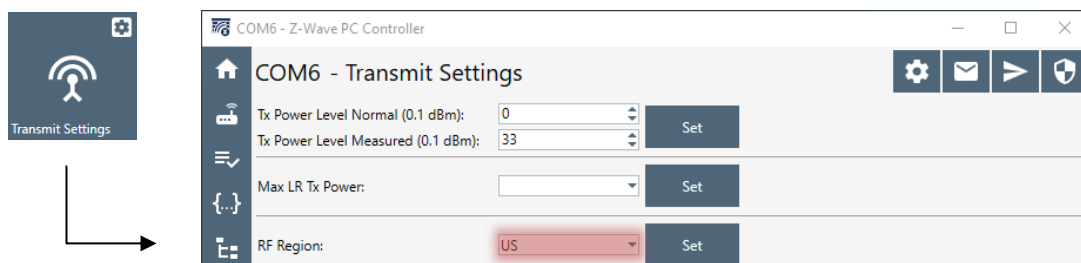 Transmit Settings
COM6 - Z-Wave PC Controller
COM6 - Transmit Settings
Tx Power Level Normal (0.1 dBm): 0
Set
Tx Power Level Measured (0.1 dBm): 33
Max LR Tx Power: Set
{...}
RF Region: US Set